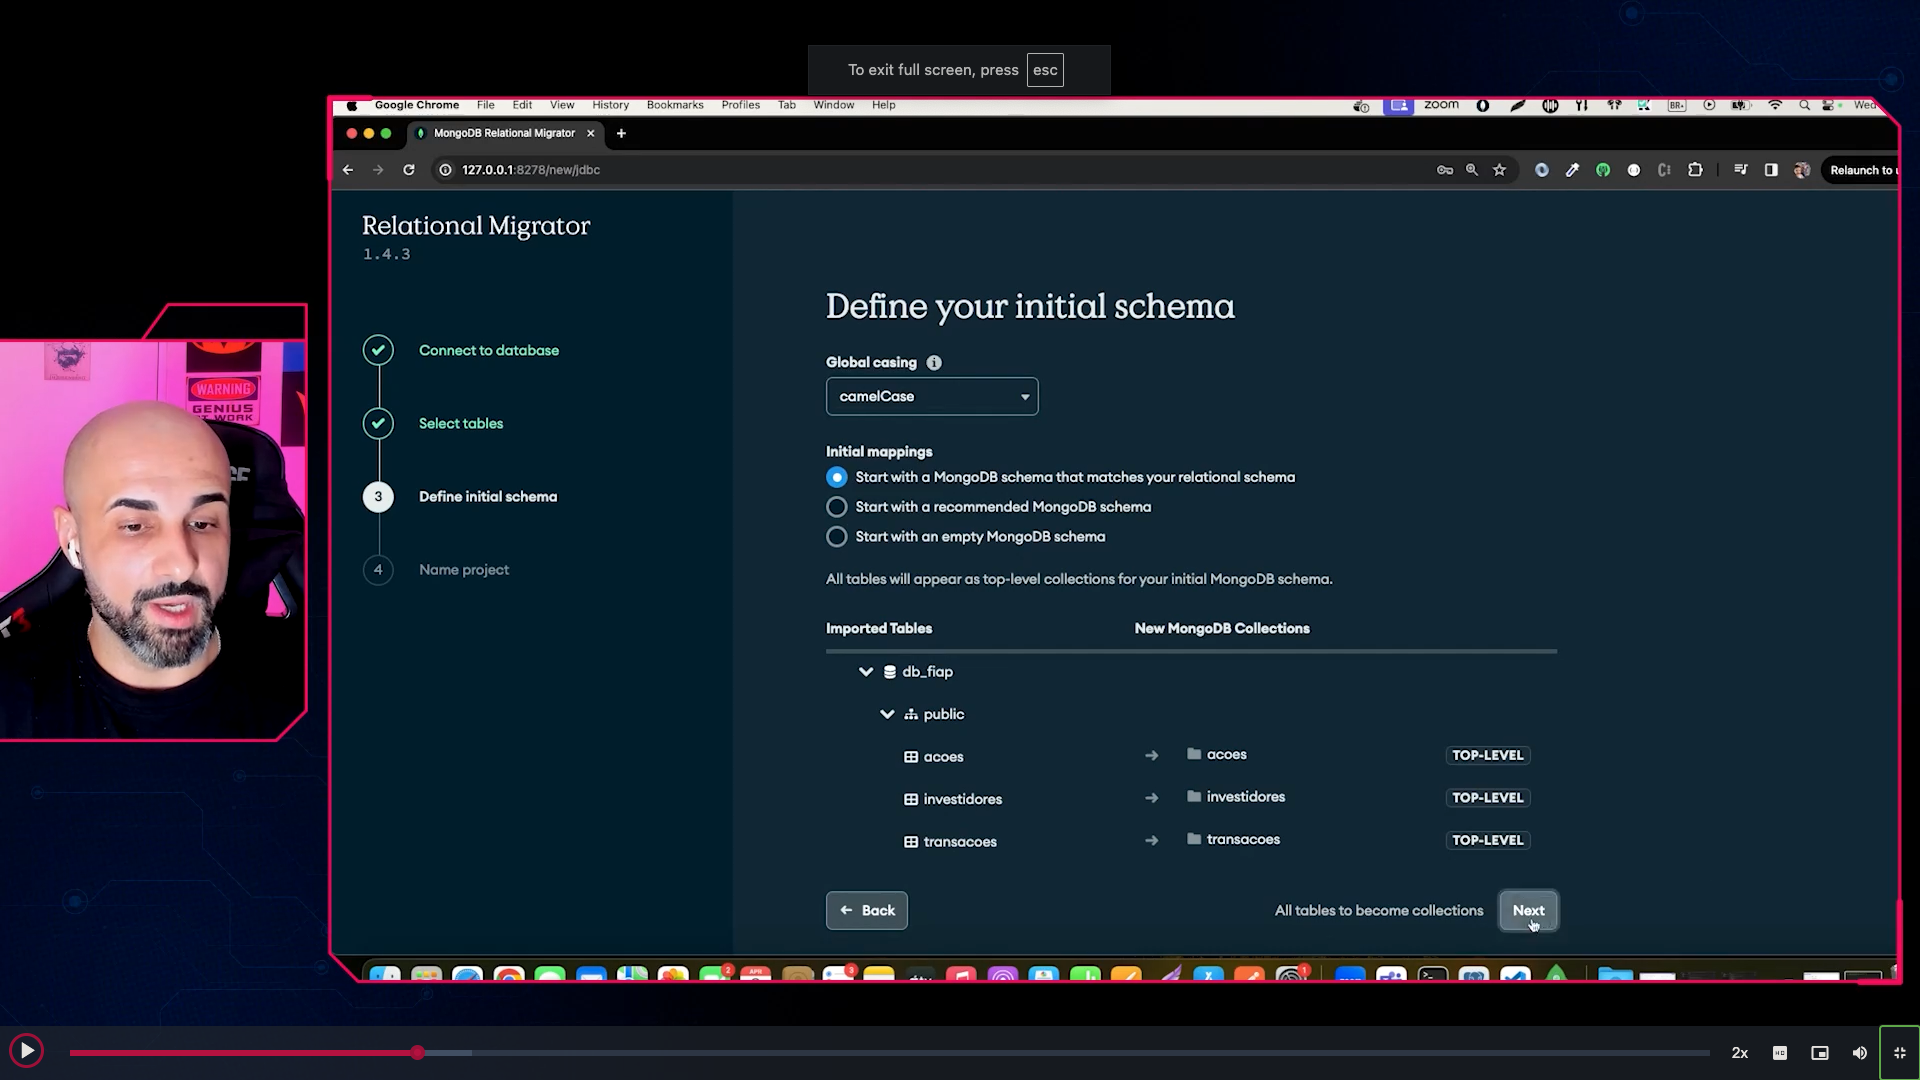 To exit full screen, press esc
Google Chrome File Edit View History Bookmarks Profiles Tab Window Help
zoom
BR
Wed
MongoDB Relational Migrator
127.0.0.1:8278/new/jdbc
Relaunch to u
Relational Migrator
1.4.3
Connect to database
Select tables
3 Define initial schema
4 Name project
Define your initial schema
Global casing
camelCase
Initial mappings
Start with a MongoDB schema that matches your relational schema
Start with a recommended MongoDB schema
Start with an empty MongoDB schema
All tables will appear as top-level collections for your initial MongoDB schema.
Imported Tables New MongoDB Collections
db_fiap
public
acoes acoes TOP-LEVEL
investidores investidores TOP-LEVEL
transacoes transacoes TOP-LEVEL
Back
All tables to become collections
Next
WARNING
GENIUS
AT WORK
2x